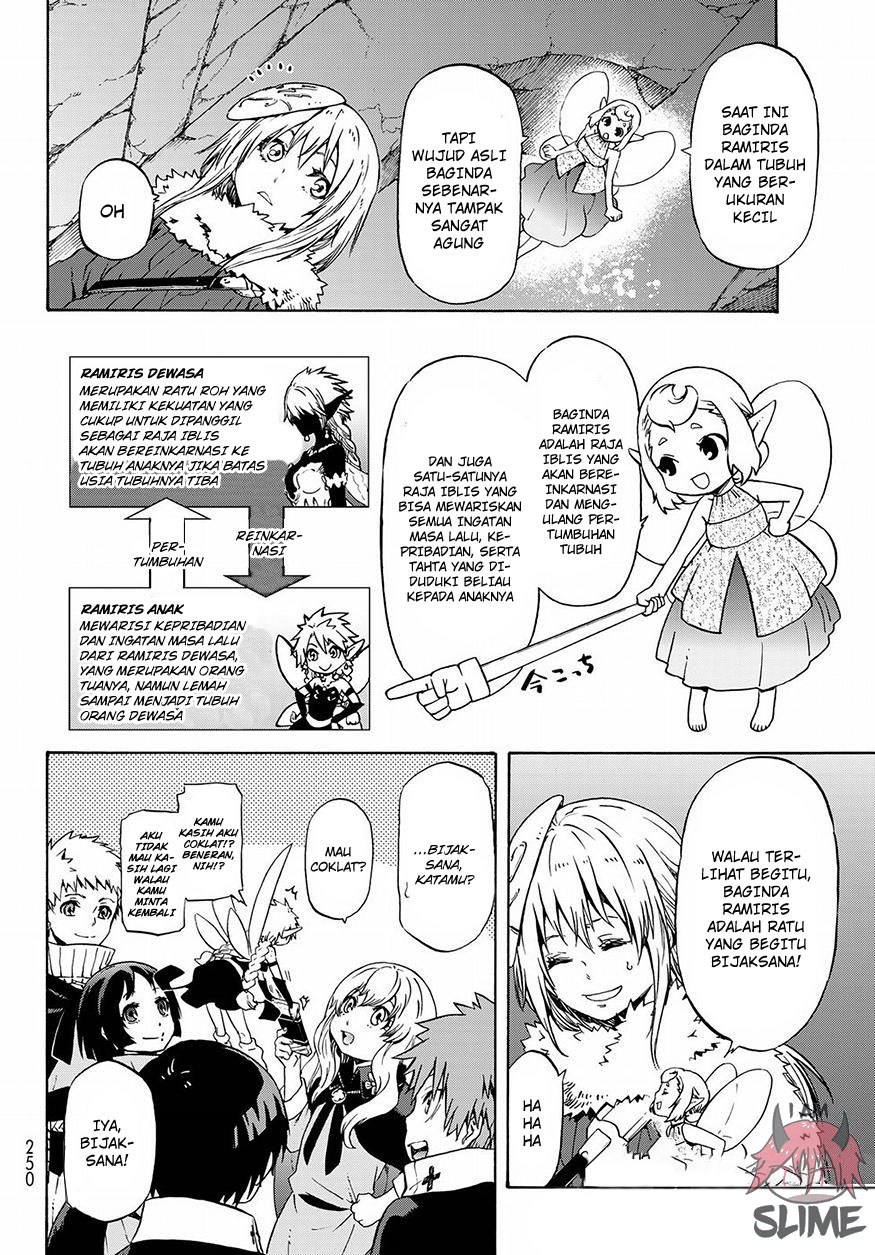 SAAT INI
BAGINDA
RAMIRIS
DALAM TUBUH
YANG BER-
UKURAN
KECIL
TAPI
WUJUD ASLI
BAGINDA
SEBENAR-
NYA TAMPAK
SANGAT
AGUNG
OH
BAGINDA
RAMIRIS
ADALAH RAJA
IBLIS YANG
AKAN BERE-
INKARNASI
DAN MENG-
ULANG PER-
TUMBUHAN
TUBUH
DAN JUGA
SATU-SATUNYA
RAJA IBLIS YANG
BISA MEWARISKAN
SEMUA INGATAN
MASA LALU, KE-
PRIBADIAN, SERTA
TAHTA YANG DI-
DUDUKI BELIAU
KEPADA ANAKNYA
今こっち
RAMIRIS DEWASA
MERUPAKAN RATU ROH YANG
MEMILIKI KEKUATAN YANG
CUKUP UNTUK DIPANGGIL
SEBAGAI RAJA IBLIS
AKAN BEREINKARNASI KE
TUBUH ANAKNYA JIKA BATAS
USIA TUBUHNYA TIBA
PER-
TUMBUHAN
REINKAR-
NASI
RAMIRIS ANAK
MEWARISI KEPRIBADIAN
DAN INGATAN MASA LALU
DARI RAMIRIS DEWASA,
YANG MERUPAKAN ORANG
TUANYA, NAMUN LEMAH
SAMPAI MENJADI TUBUH
ORANG DEWASA
WALAU TER-
LIHAT BEGITU,
BAGINDA
RAMIRIS
ADALAH RATU
YANG BEGITU
BIJAKSANA!
HA
HA
HA
...BIJAK-
SANA,
KATAMU?
MAU
COKLAT?
KAMU
KASIH AKU
COKLAT!?
BENERAN,
NIH!?
AKU
TIDAK
MAU KA-
SIH LAGI
WALAU
KAMU
MINTA
KEMBALI
IYA,
BIJAK-
SANA!
250
I AM
SLIME